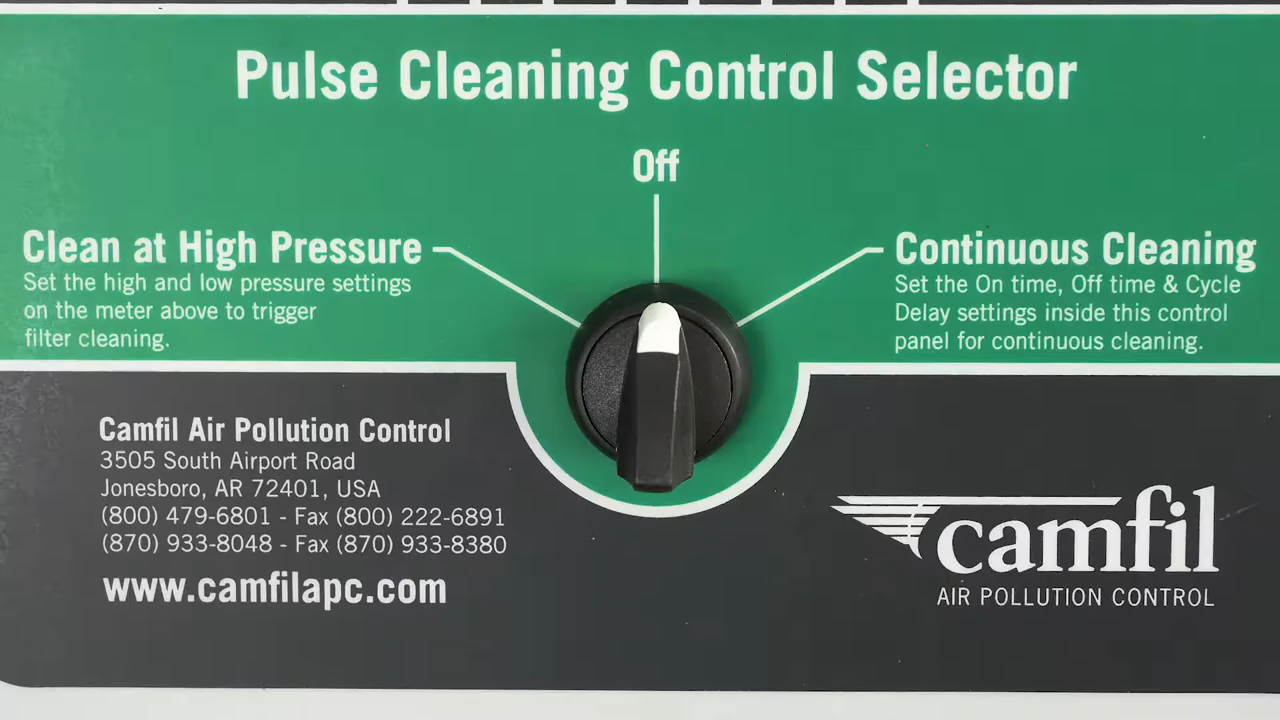 Pulse Cleaning Control Selector
Off
Clean at High Pressure
Set the high and low pressure settings
on the meter above to trigger
filter cleaning.
Continuous Cleaning
Set the On time, Off time & Cycle
Delay settings inside this control
panel for continuous cleaning.
Camfil Air Pollution Control
3505 South Airport Road
Jonesboro, AR 72401, USA
(800) 479-6801 - Fax (800) 222-6891
(870) 933-8048 - Fax (870) 933-8380
www.camfilapc.com
camfil
AIR POLLUTION CONTROL